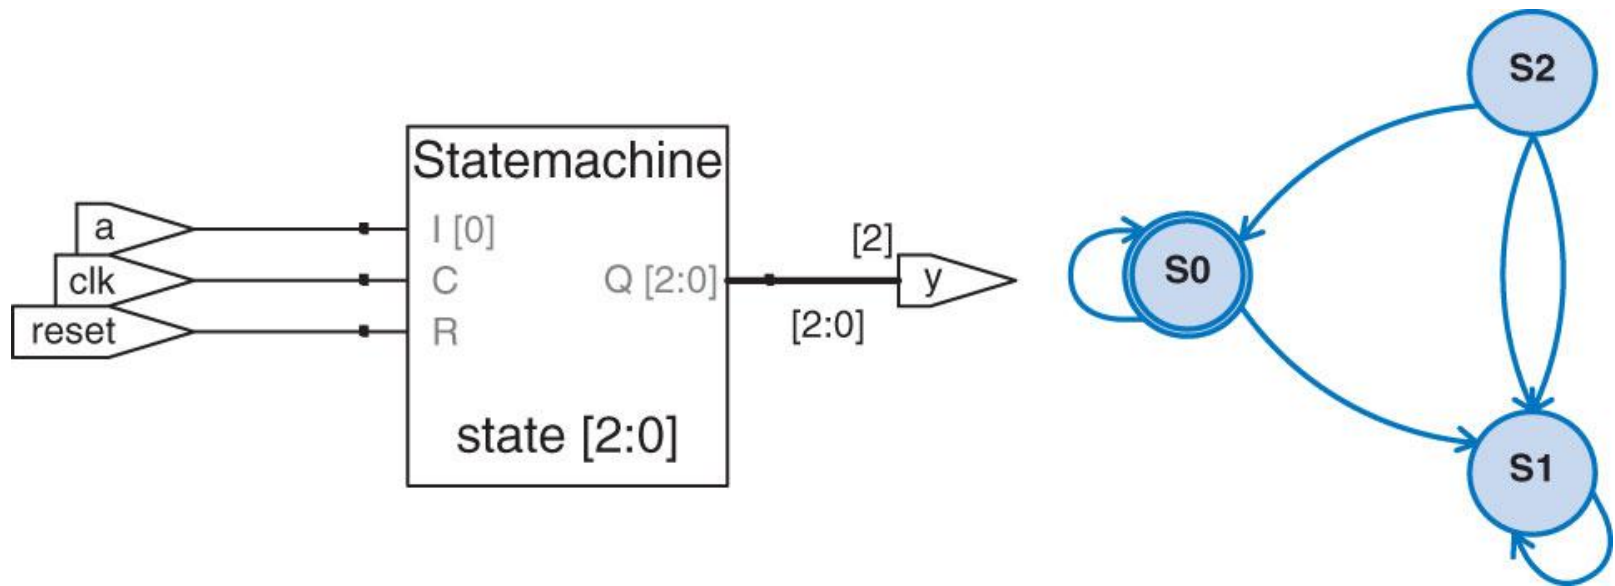 Statemachine
a
I [0]
clk
C
Q [2:0]
[2]
y
[2:0]
reset
R
state [2:0]
S2
S0
S1